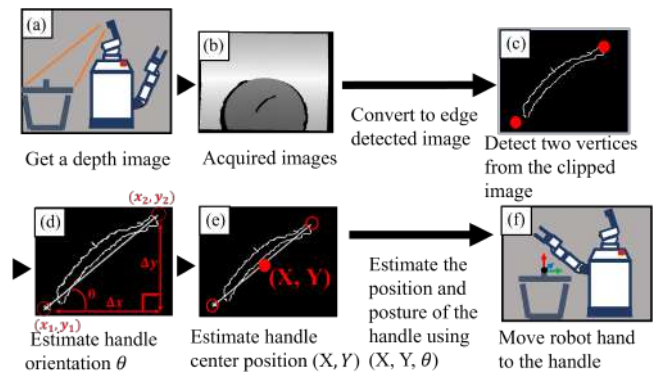 (a)
(b)
(c)
Get a depth image
Acquired images
Convert to edge
detected image
Detect two vertices
from the clipped
image
(d)
(x₂, y₂)
Δy
θ
Δx
(x₁, y₁)
Estimate handle
orientation θ
(e)
(X, Y)
Estimate handle
center position (X, Y)
Estimate the
position and
posture of the
handle using
(X, Y, θ)
(f)
Move robot hand
to the handle